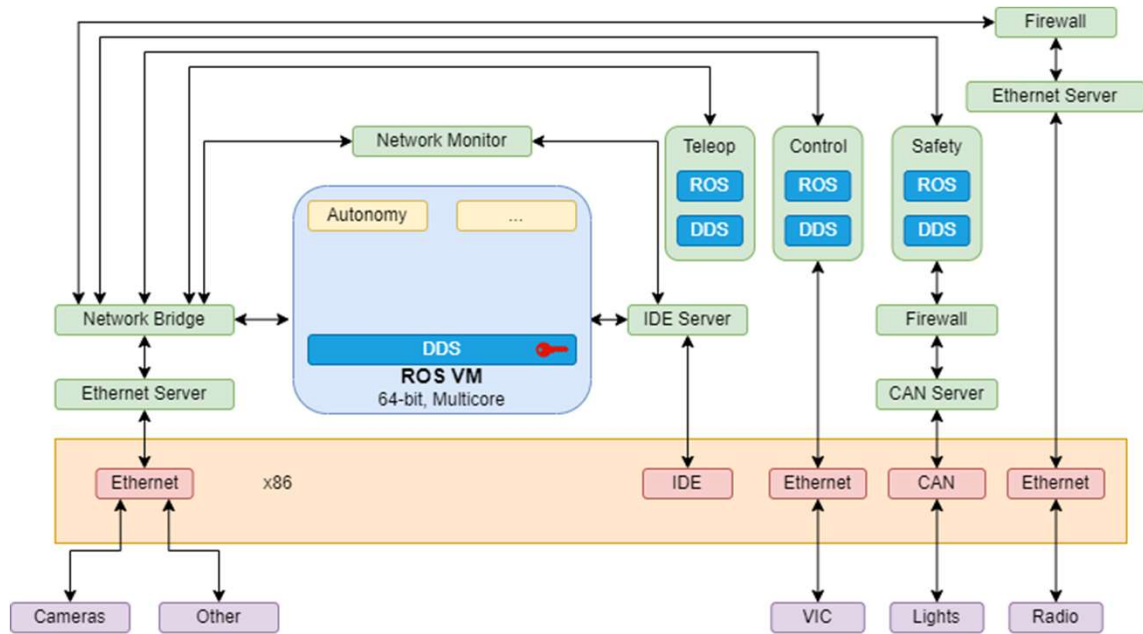 Firewall
Ethernet Server
Network Monitor
Teleop
Control
Safety
ROS
ROS
ROS
DDS
DDS
DDS
Autonomy
...
Network Bridge
IDE Server
Firewall
DDS
ROS VM
64-bit, Multicore
Ethernet Server
CAN Server
Ethernet
x86
IDE
Ethernet
CAN
Ethernet
Cameras
Other
VIC
Lights
Radio